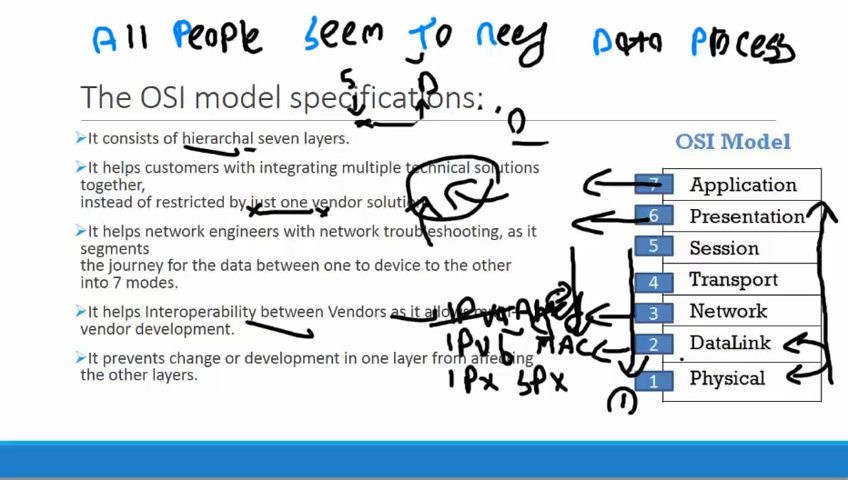 All People Seem To Need Data Process
The OSI model specifications:
S D
It consists of hierarchal seven layers.
It helps customers with integrating multiple technical solutions
together,
instead of restricted by just one vendor solution.
It helps network engineers with network troubleshooting, as it
segments
the journey for the data between one to device to the other
into 7 modes.
It helps Interoperability between Vendors as it allows multi-
vendor development.
It prevents change or development in one layer from affecting
the other layers.
IPv4
IPv6 MAC
IPx SPx
1
OSI Model
7 Application
6 Presentation
5 Session
4 Transport
3 Network
2 DataLink
1 Physical